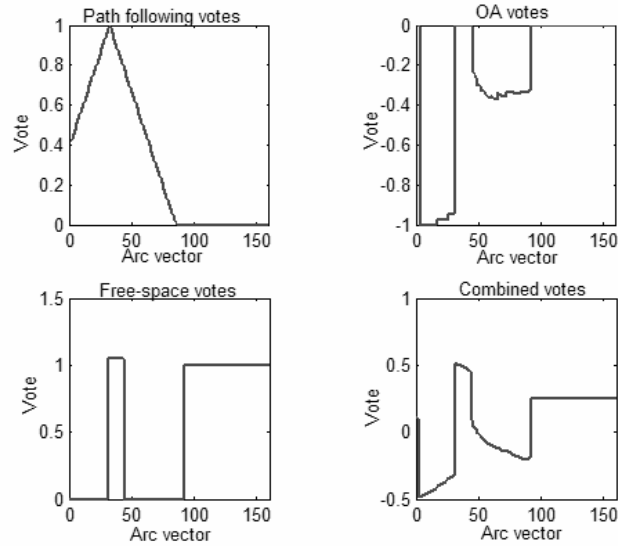 Path following votes
1
0.8
0.6
0.4
0.2
0
Vote
0 50 100 150
Arc vector
OA votes
0
-0.2
-0.4
-0.6
-0.8
-1
Vote
0 50 100 150
Arc vector
Free-space votes
1.5
1
0.5
0
Vote
0 50 100 150
Arc vector
Combined votes
1
0.5
0
-0.5
Vote
0 50 100 150
Arc vector